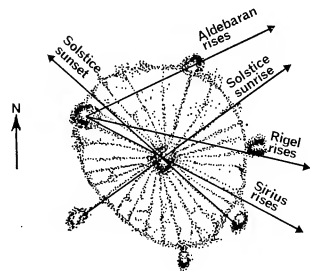 Aldebaran
rises
Solstice
sunset
Solstice
sunrise
N
Rigel
rises
Sirius
rises